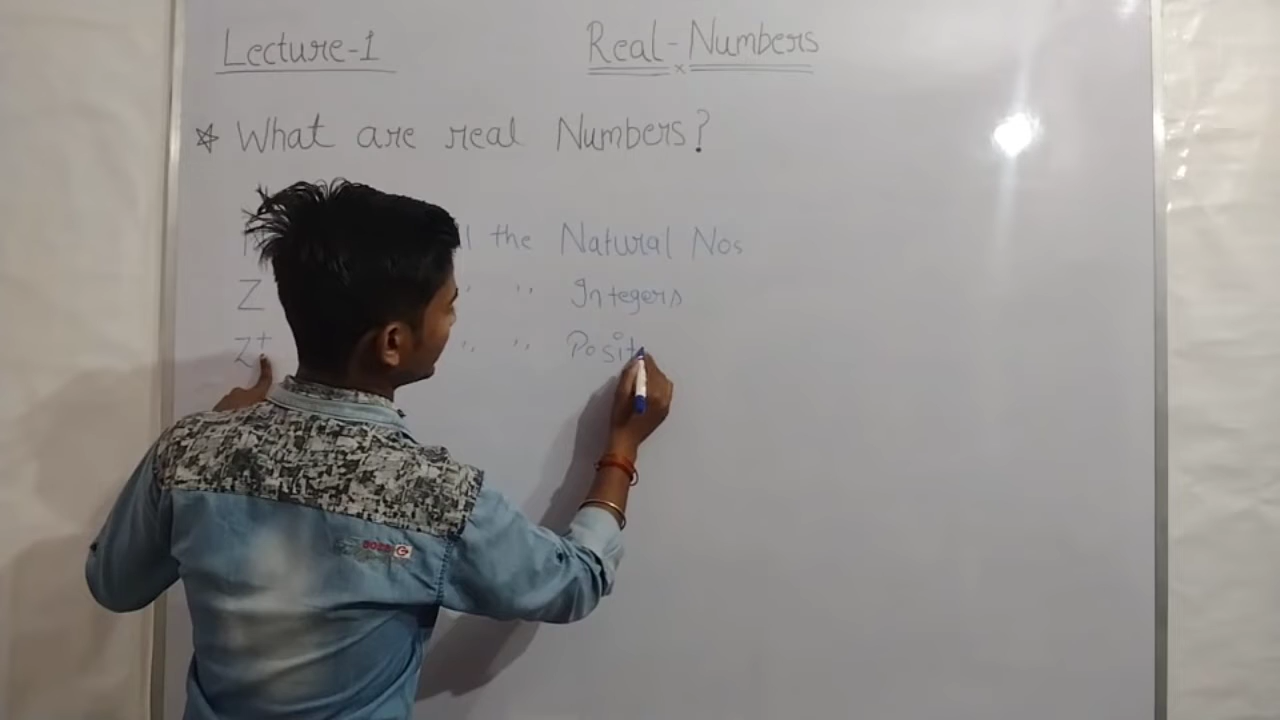 Lecture-1
Real-Numbers
What are real Numbers?
the Natural Nos
Z '' '' Integers
Z+ '' '' Posit